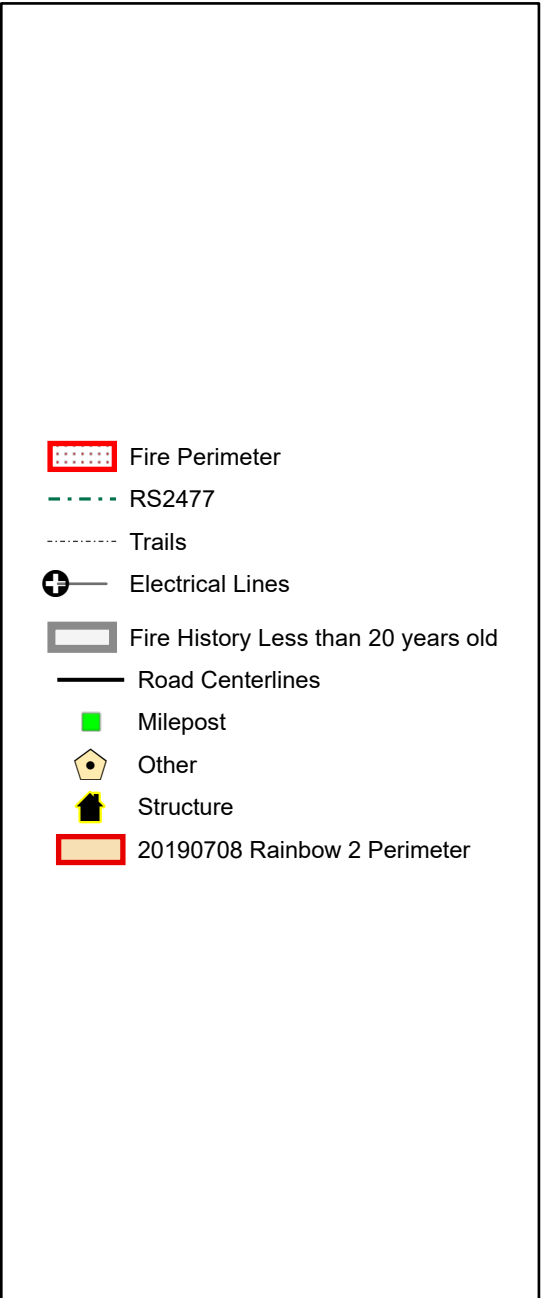 Fire Perimeter
RS2477
Trails
Electrical Lines
Fire History Less than 20 years old
Road Centerlines
Milepost
Other
Structure
20190708 Rainbow 2 Perimeter